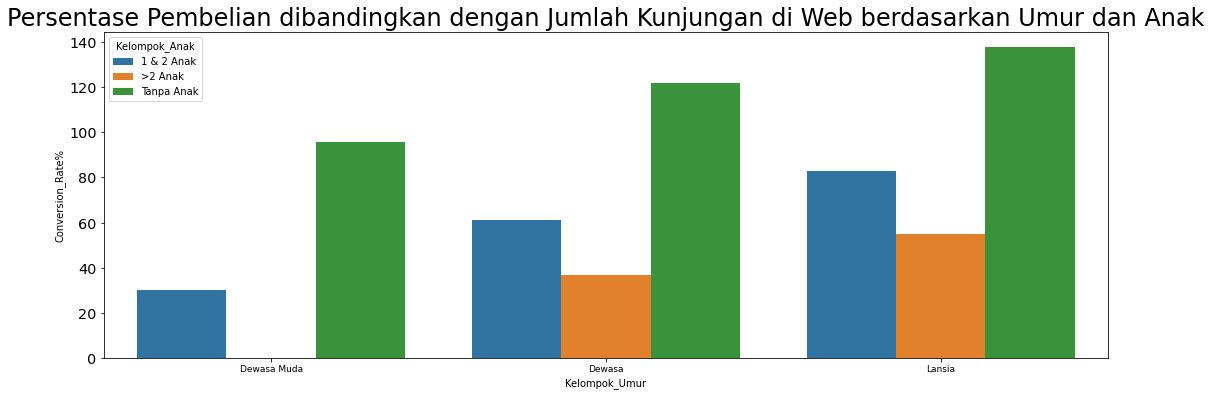 Persentase Pembelian dibandingkan dengan Jumlah Kunjungan di Web berdasarkan Umur dan Anak
Kelompok_Anak
1 & 2 Anak
>2 Anak
Tanpa Anak
Conversion_Rate%
140
120
100
80
60
40
20
0
Dewasa Muda
Dewasa
Lansia
Kelompok_Umur